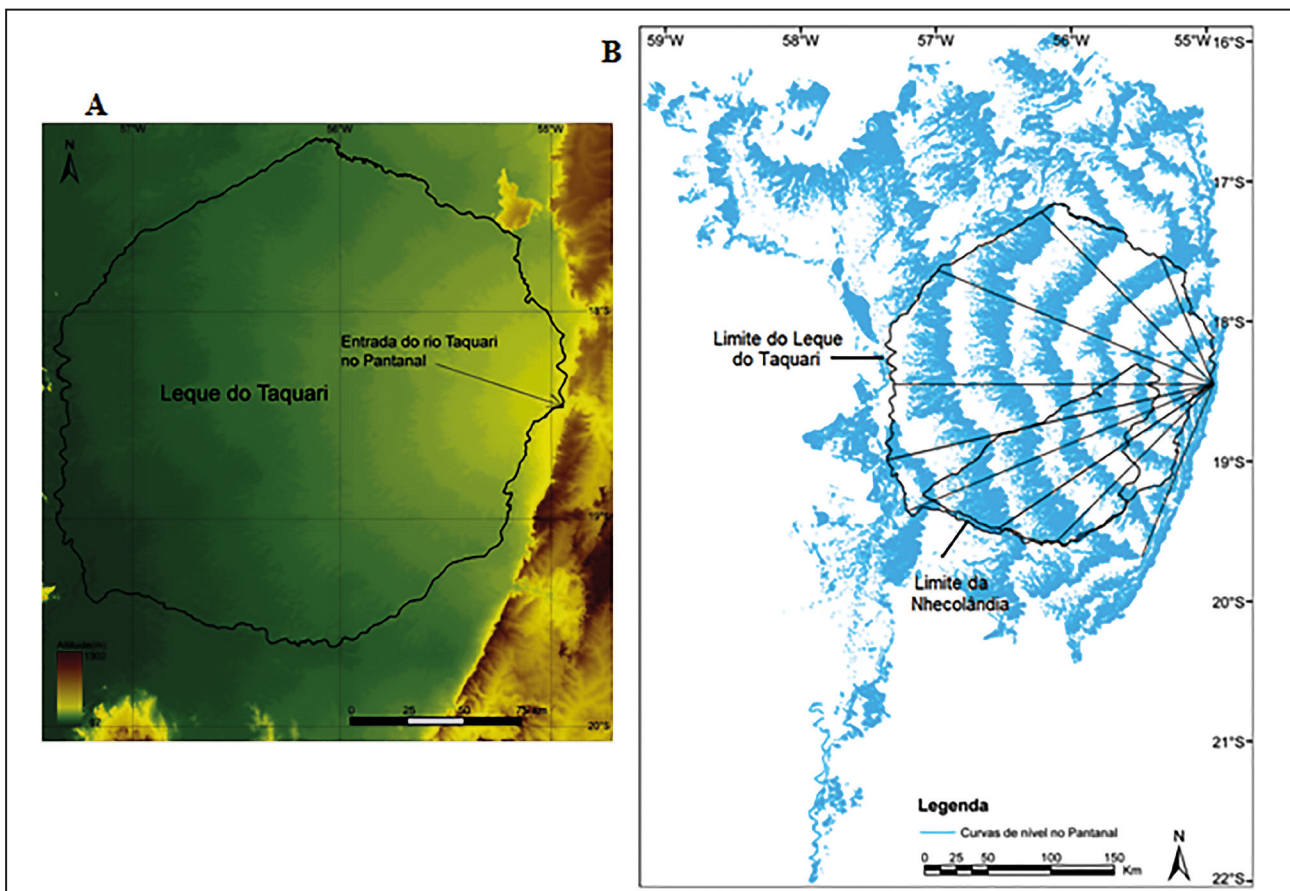 A
57°W
56°W
55°W
N
18°S
Entrada do rio Taquari
no Pantanal
Leque do Taquari
19°S
Altitude(m)
1302
0
25
50
20°S
B
59°W
58°W
57°W
56°W
55°W
16°S
17°S
18°S
Limite do Leque
do Taquari
19°S
Limite da
Nhecolândia
20°S
21°S
Legenda
Curvas de nível no Pantanal
N
0 25 50 100 150
Km
22°S